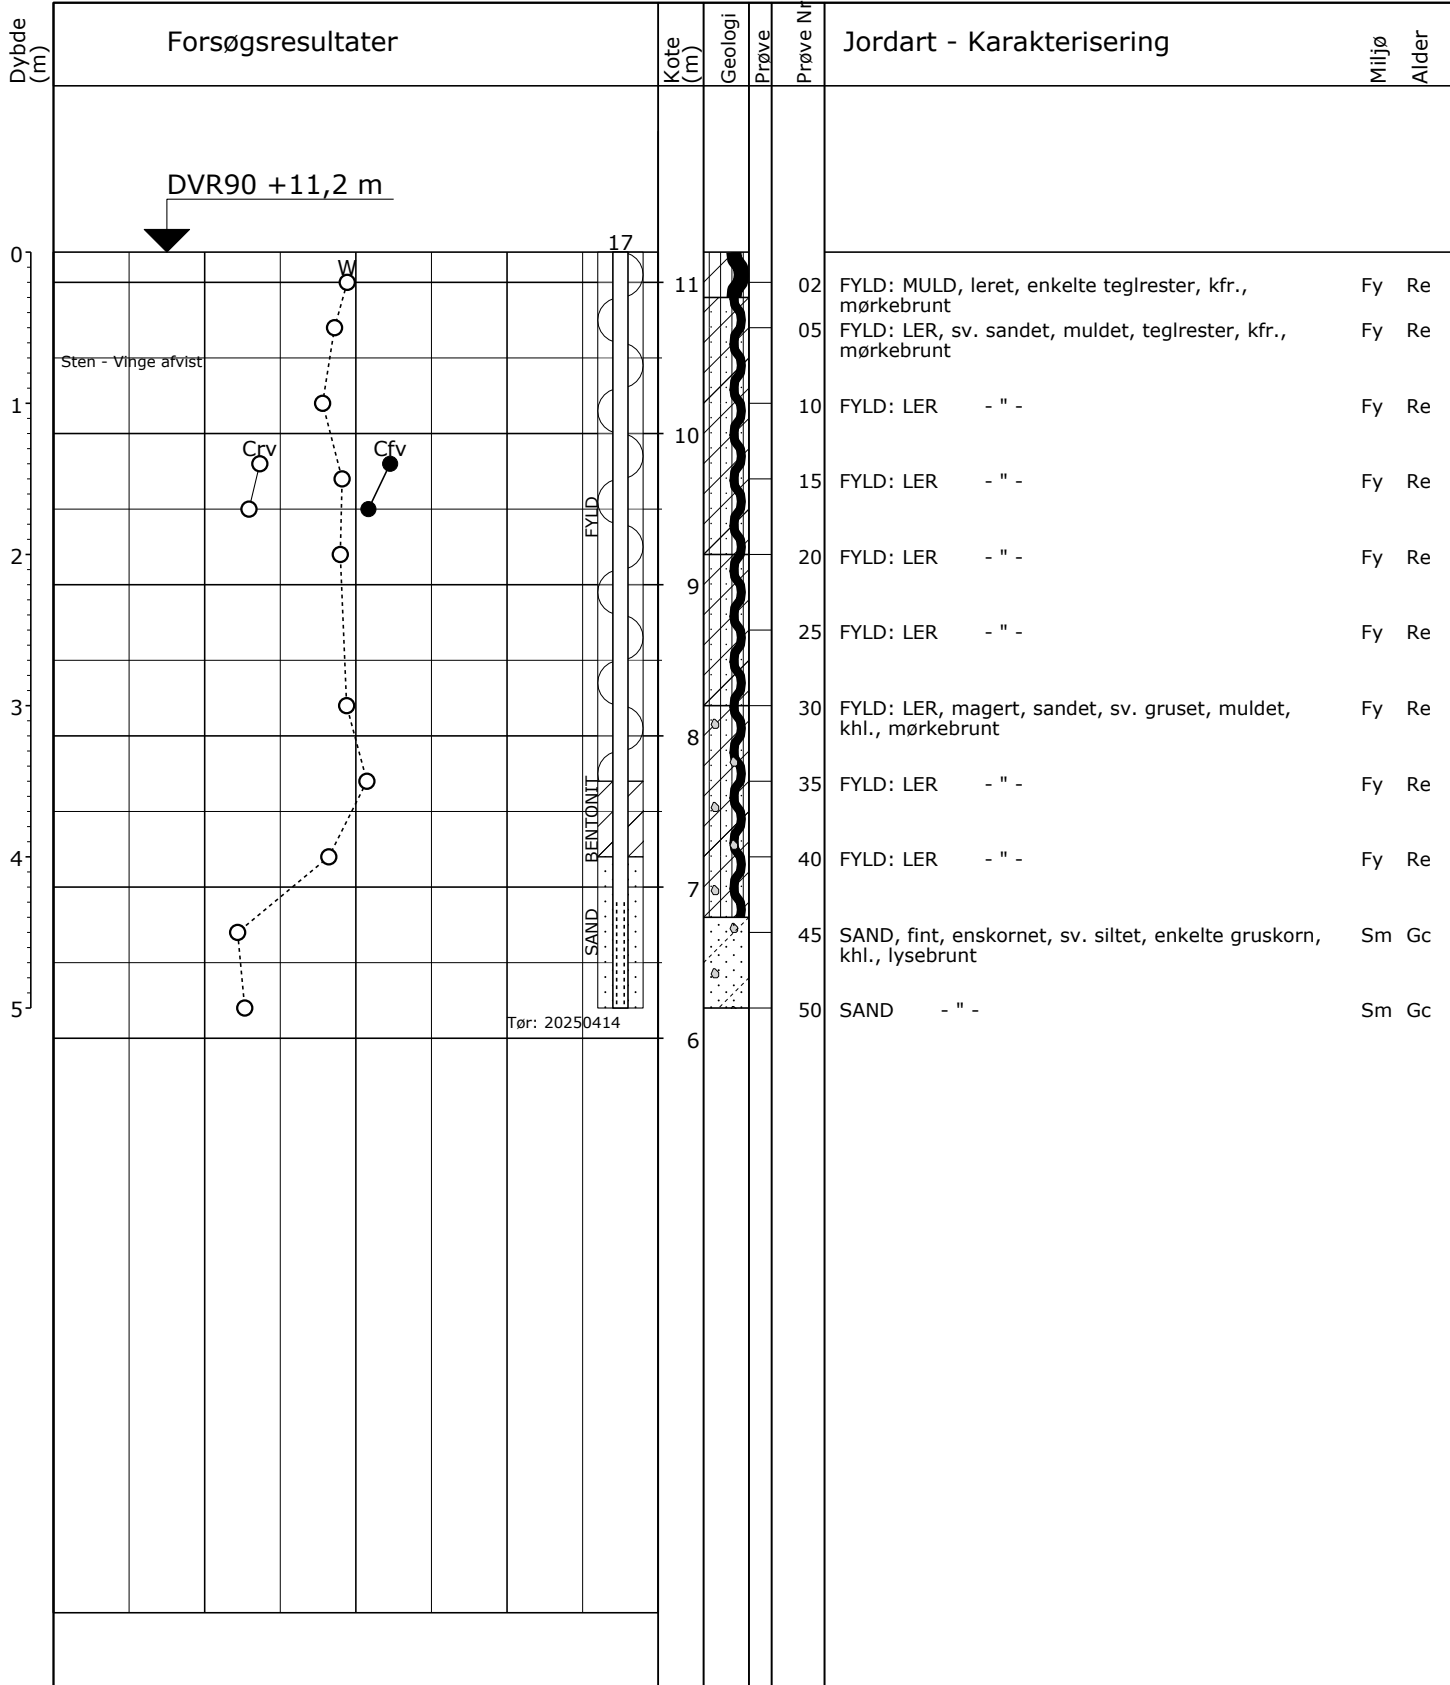 Dybde (m)
Forsøgsresultater
Kote (m)
Geologi
Prøve
Prøve Nr
Jordart - Karakterisering
Miljø
Alder
DVR90 +11,2 m
17
0
W
11
02 FYLD: MULD, leret, enkelte teglrester, kfr., Fy Re
mørkebrunt
05 FYLD: LER, sv. sandet, muldet, teglrester, kfr., Fy Re
mørkebrunt
Sten - Vinge afvist
1
10 FYLD: LER - " - Fy Re
10
Crv Cfv
15 FYLD: LER - " - Fy Re
FYLD
2
20 FYLD: LER - " - Fy Re
9
25 FYLD: LER - " - Fy Re
3
30 FYLD: LER, magert, sandet, sv. gruset, muldet, Fy Re
khl., mørkebrunt
8
35 FYLD: LER - " - Fy Re
BENTONIT
4
40 FYLD: LER - " - Fy Re
7
SAND
45 SAND, fint, enskornet, sv. siltet, enkelte gruskorn, Sm Gc
khl., lysebrunt
5
50 SAND - " - Sm Gc
Tør: 20250414
6